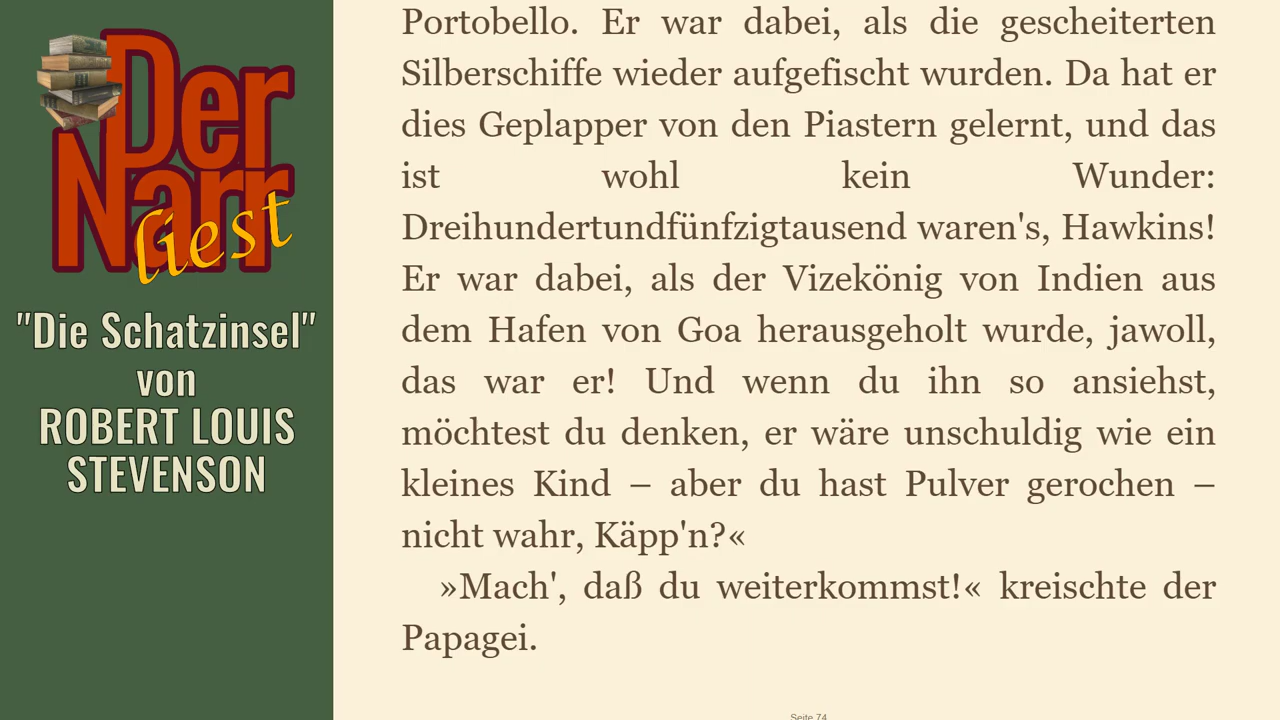 Der
Narr
liest
"Die Schatzinsel"
von
ROBERT LOUIS
STEVENSON
Portobello. Er war dabei, als die gescheiterten
Silberschiffe wieder aufgefischt wurden. Da hat er
dies Geplapper von den Piastern gelernt, und das
ist wohl kein Wunder:
Dreihundertundfünfzigtausend waren's, Hawkins!
Er war dabei, als der Vizekönig von Indien aus
dem Hafen von Goa herausgeholt wurde, jawoll,
das war er! Und wenn du ihn so ansiehst,
möchtest du denken, er wäre unschuldig wie ein
kleines Kind – aber du hast Pulver gerochen –
nicht wahr, Käpp'n?«
»Mach', daß du weiterkommst!« kreischte der
Papagei.
Seite 74